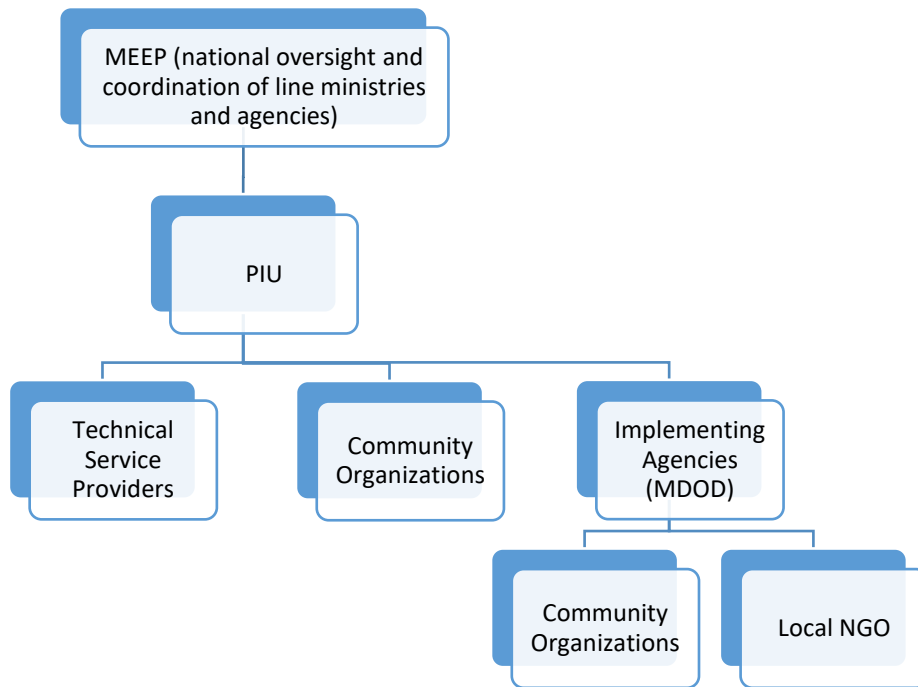 MEEP (national oversight and
coordination of line ministries
and agencies)
PIU
Technical
Service
Providers
Community
Organizations
Implementing
Agencies
(MDOD)
Community
Organizations
Local NGO